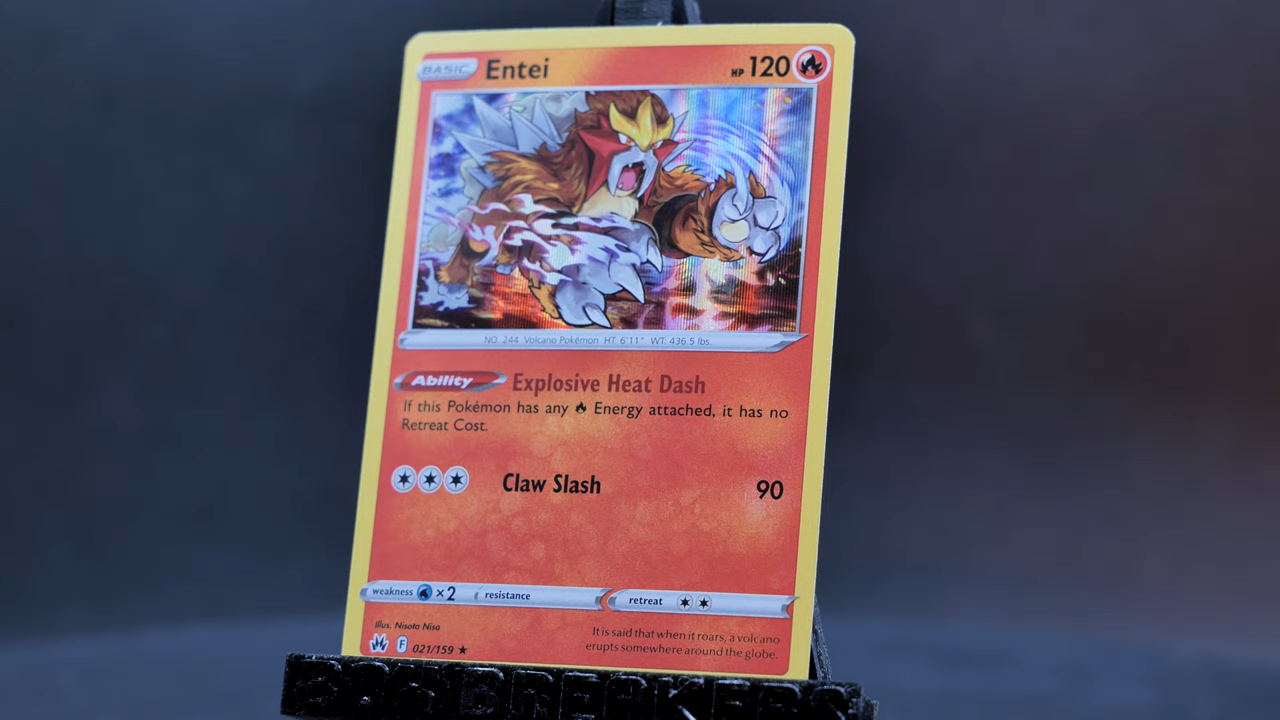 BASIC Entei HP 120
NO. 244 Volcano Pokémon HT: 6'11" WT: 436.5 lbs.
Ability Explosive Heat Dash
If this Pokémon has any Energy attached, it has no
Retreat Cost.
Claw Slash 90
weakness ×2 resistance retreat
Illus. Nisota Niso
It is said that when it roars, a volcano
erupts somewhere around the globe.
F 021/159 ★
BREAKERS